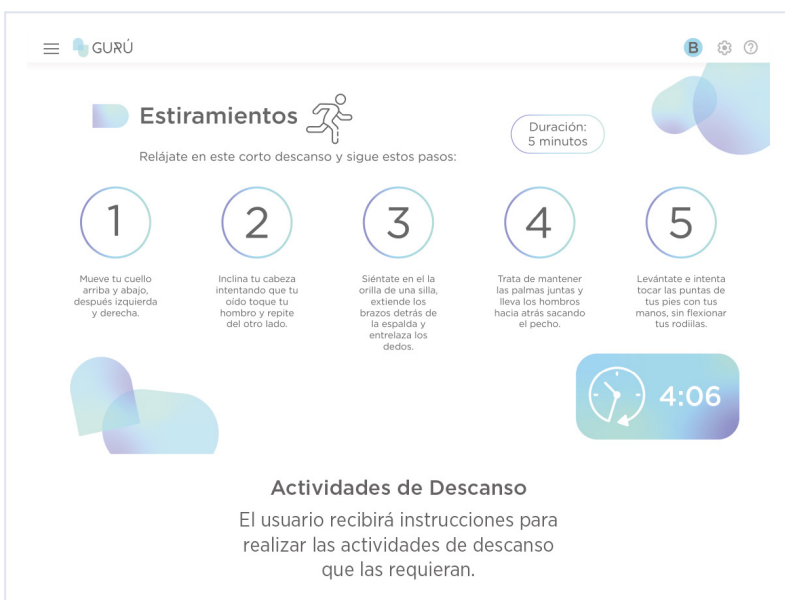 GURÚ
B
?
Estiramientos
Duración:
5 minutos
Relájate en este corto descanso y sigue estos pasos:
1
Mueve tu cuello
arriba y abajo,
después izquierda
y derecha.
2
Inclina tu cabeza
intentando que tu
oído toque tu
hombro y repite
del otro lado.
3
Siéntate en el la
orilla de una silla,
extiende los
brazos detrás de
la espalda y
entrelaza los
dedos.
4
Trata de mantener
las palmas juntas y
lleva los hombros
hacia atrás sacando
el pecho.
5
Levántate e intenta
tocar las puntas de
tus pies con tus
manos, sin flexionar
tus rodiilas.
4:06
Actividades de Descanso
El usuario recibirá instrucciones para
realizar las actividades de descanso
que las requieran.